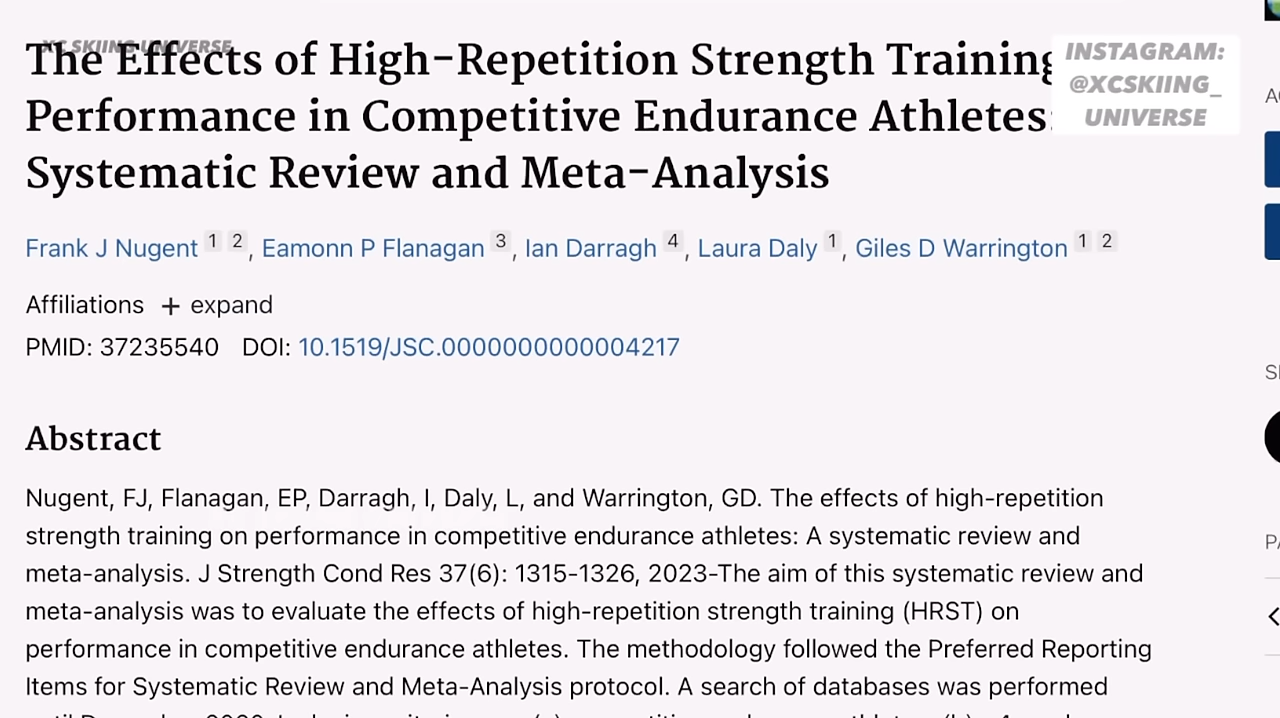 XC SKIING UNIVERSE
The Effects of High-Repetition Strength Training
Performance in Competitive Endurance Athletes:
Systematic Review and Meta-Analysis
INSTAGRAM:
@XCSKIING_
UNIVERSE
Frank J Nugent 1 2, Eamonn P Flanagan 3, Ian Darragh 4, Laura Daly 1, Giles D Warrington 1 2
Affiliations + expand
PMID: 37235540 DOI: 10.1519/JSC.0000000000004217
Abstract
Nugent, FJ, Flanagan, EP, Darragh, I, Daly, L, and Warrington, GD. The effects of high-repetition
strength training on performance in competitive endurance athletes: A systematic review and
meta-analysis. J Strength Cond Res 37(6): 1315-1326, 2023-The aim of this systematic review and
meta-analysis was to evaluate the effects of high-repetition strength training (HRST) on
performance in competitive endurance athletes. The methodology followed the Preferred Reporting
Items for Systematic Review and Meta-Analysis protocol. A search of databases was performed